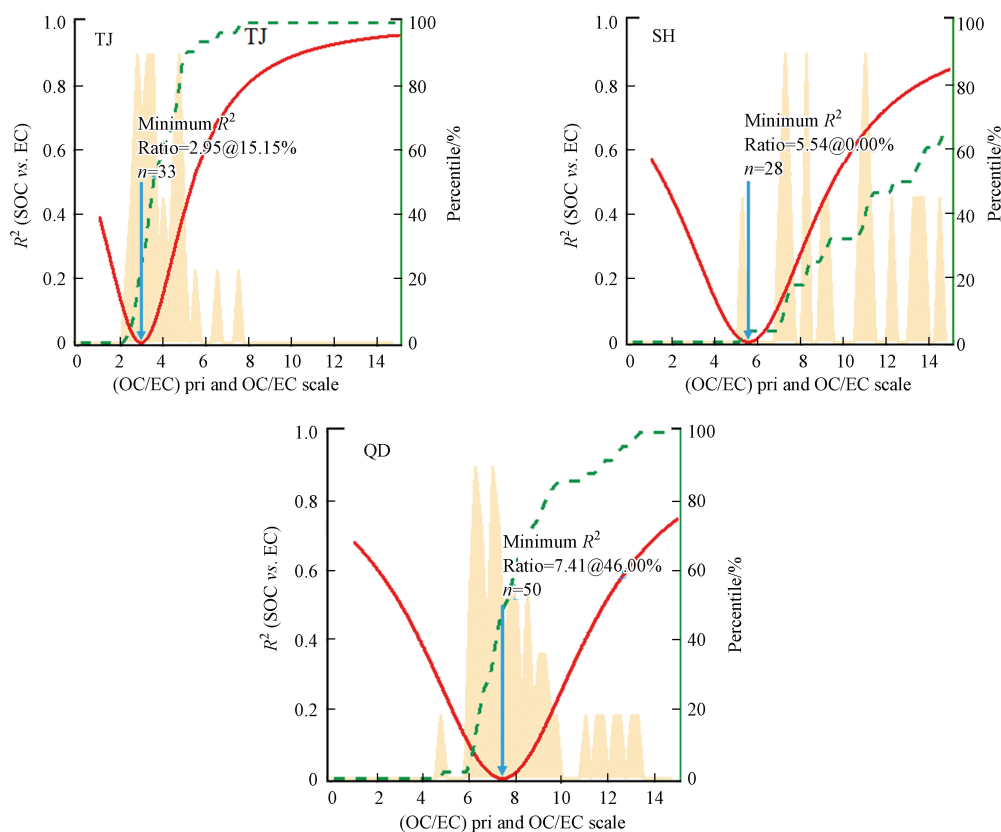 TJ
TJ
1.0
0.8
0.6
0.4
0.2
0
R² (SOC vs. EC)
100
80
60
40
20
0
Percentile/%
Minimum R²
Ratio=2.95@15.15%
n=33
0 2 4 6 8 10 12 14
(OC/EC) pri and OC/EC scale
SH
1.0
0.8
0.6
0.4
0.2
0
R² (SOC vs. EC)
100
80
60
40
20
0
Percentile/%
Minimum R²
Ratio=5.54@0.00%
n=28
0 2 4 6 8 10 12 14
(OC/EC) pri and OC/EC scale
QD
1.0
0.8
0.6
0.4
0.2
0
R² (SOC vs. EC)
100
80
60
40
20
0
Percentile/%
Minimum R²
Ratio=7.41@46.00%
n=50
0 2 4 6 8 10 12 14
(OC/EC) pri and OC/EC scale